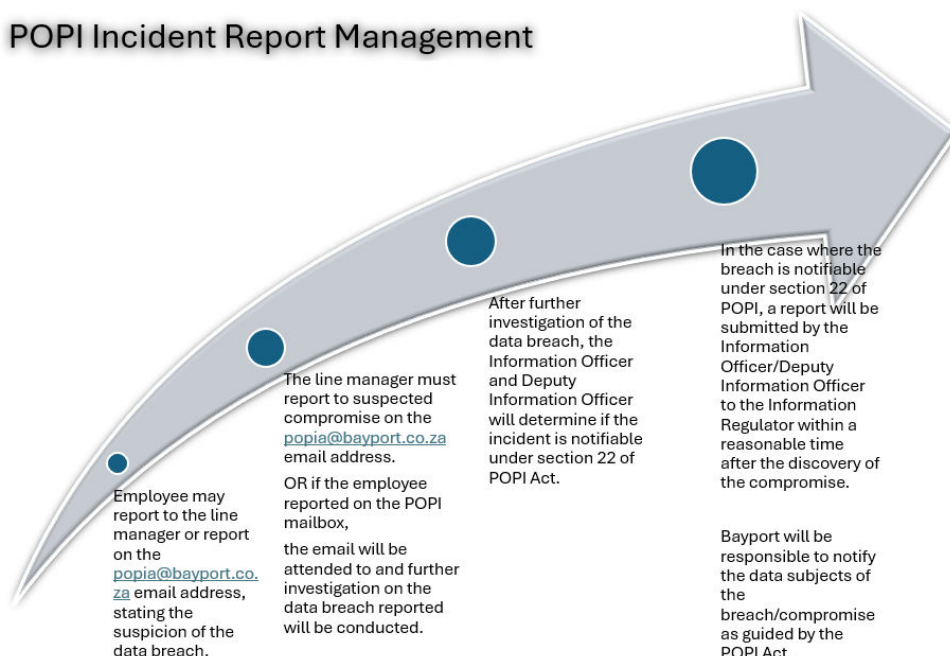 POPI Incident Report Management
Employee may
report to the line
manager or report
on the
popia@bayport.co.
za email address,
stating the
suspicion of the
data breach.
The line manager must
report to suspected
compromise on the
popia@bayport.co.za
email address.
OR if the employee
reported on the POPI
mailbox,
the email will be
attended to and further
investigation on the
data breach reported
will be conducted.
After further
investigation of the
data breach, the
Information Officer
and Deputy
Information Officer
will determine if the
incident is notifiable
under section 22 of
POPI Act.
In the case where the
breach is notifiable
under section 22 of
POPI, a report will be
submitted by the
Information
Officer/Deputy
Information Officer
to the Information
Regulator within a
reasonable time
after the discovery of
the compromise.
Bayport will be
responsible to notify
the data subjects of
the
breach/compromise
as guided by the
POPI Act